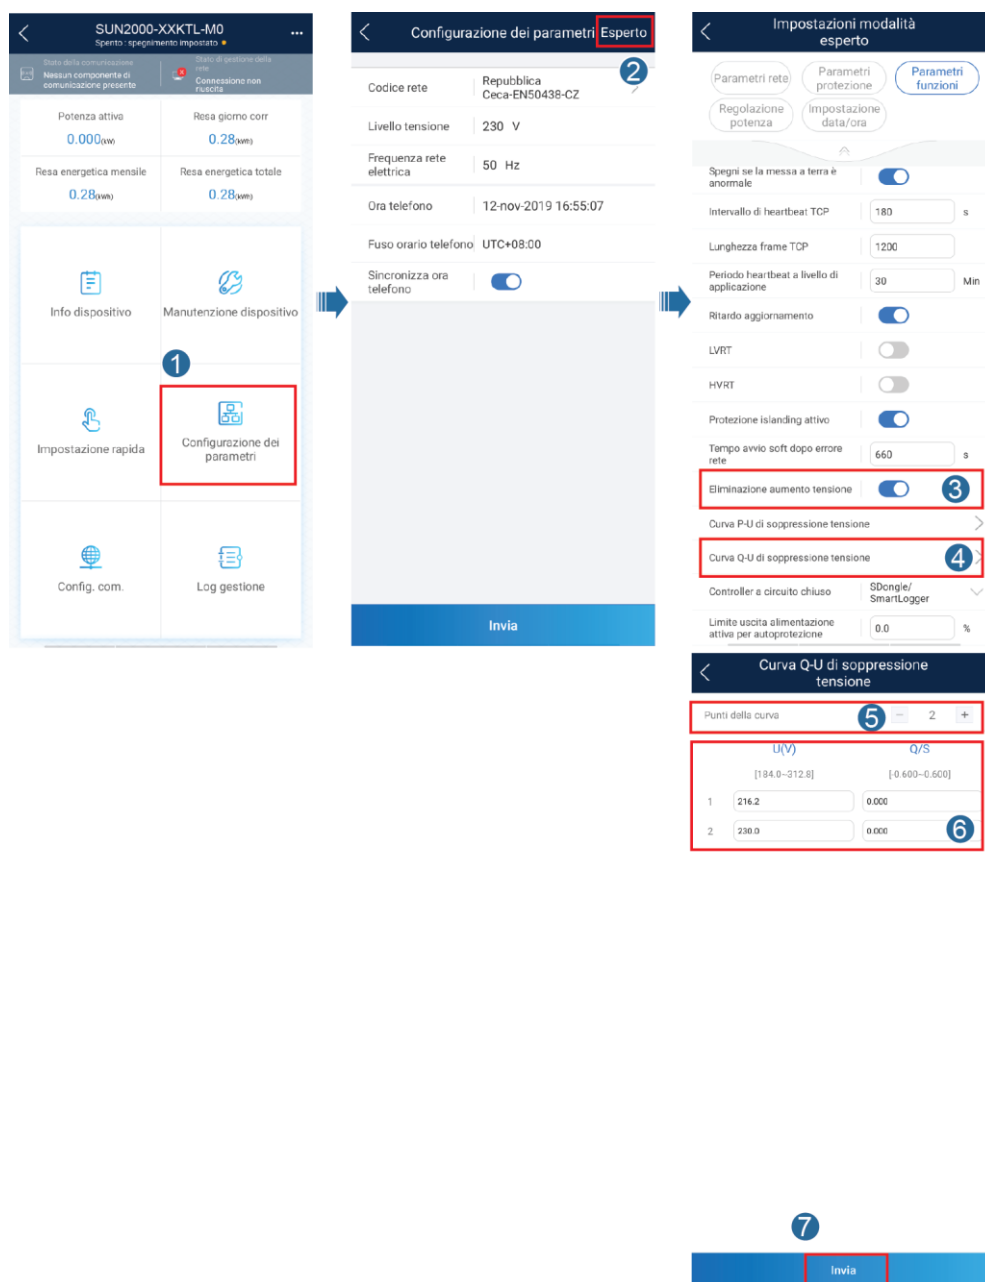 SUN2000-XXKTL-M0
Spento : spegnimento impostato
Stato della comunicazione
Nessun componente di
comunicazione presente
Stato di gestione della
rete
Connessione non
riuscita
Potenza attiva
0.000(kW)
Resa giorno corr
0.28(kWh)
Resa energetica mensile
0.28(kWh)
Resa energetica totale
0.28(kWh)
Info dispositivo
Manutenzione dispositivo
1
Impostazione rapida
Configurazione dei
parametri
Config. com.
Log gestione
Configurazione dei parametri Esperto
2
Codice rete
Repubblica
Ceca-EN50438-CZ
Livello tensione
230 V
Frequenza rete
elettrica
50 Hz
Ora telefono
12-nov-2019 16:55:07
Fuso orario telefono
UTC+08:00
Sincronizza ora
telefono
Invia
Impostazioni modalità
esperto
Parametri rete
Parametri
protezione
Parametri
funzioni
Regolazione
potenza
Impostazione
data/ora
Spegni se la messa a terra è
anormale
Intervallo di heartbeat TCP
180
s
Lunghezza frame TCP
1200
Periodo heartbeat a livello di
applicazione
30
Min
Ritardo aggiornamento
LVRT
HVRT
Protezione islanding attivo
Tempo avvio soft dopo errore
rete
660
s
Eliminazione aumento tensione
3
Curva P-U di soppressione tensione
Curva Q-U di soppressione tensione
4
Controller a circuito chiuso
SDongle/
SmartLogger
Limite uscita alimentazione
attiva per autoprotezione
0.0
%
Curva Q-U di soppressione
tensione
Punti della curva
5
− 2 +
U(V)
Q/S
[184.0~312.8]
[-0.600~0.600]
1
216.2
0.000
2
230.0
0.000
6
7
Invia